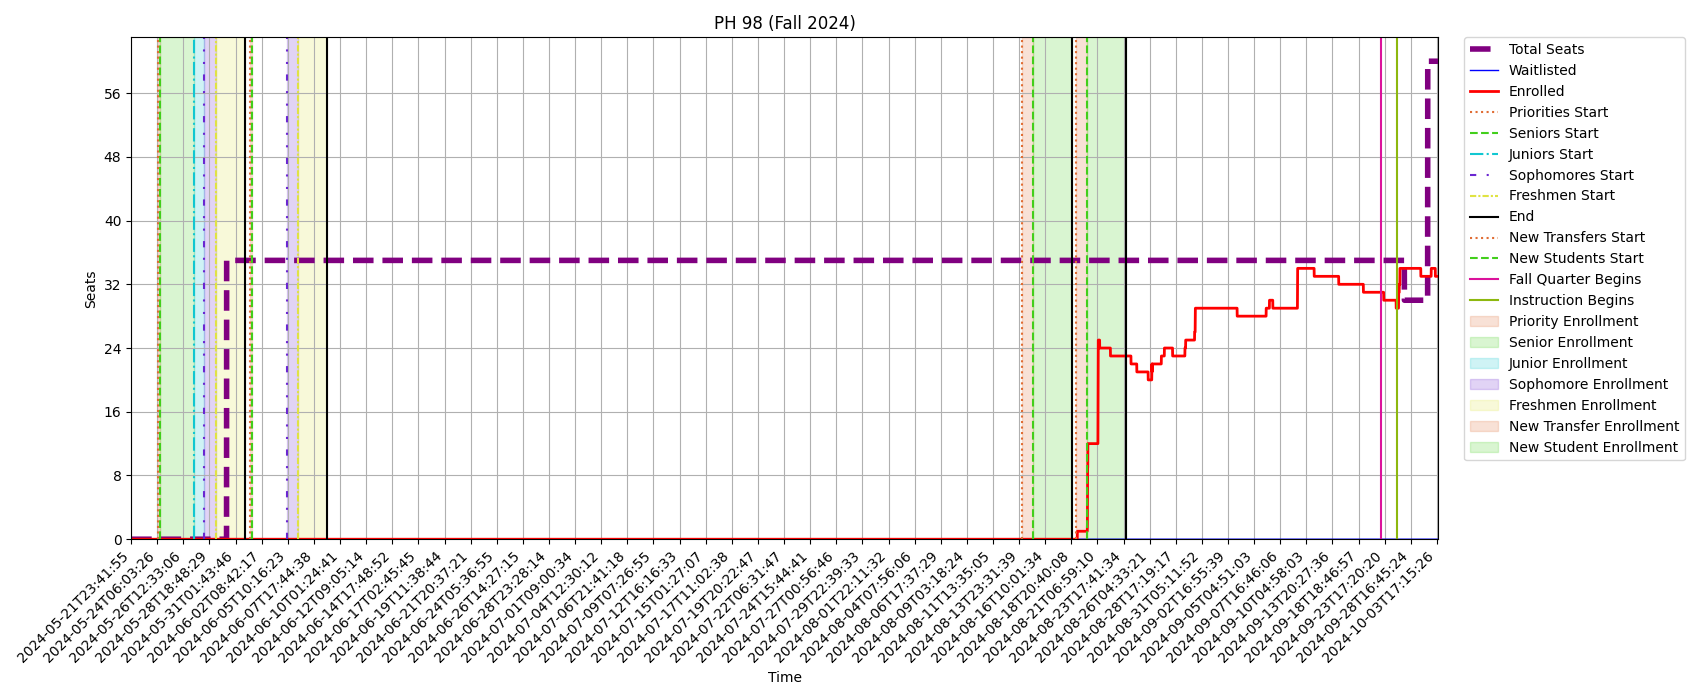 PH 98 (Fall 2024)
Seats
56
48
40
32
24
16
8
0
2024-05-21T23:41:55
2024-05-24T06:03:26
2024-05-26T12:33:06
2024-05-28T18:48:29
2024-05-31T01:43:46
2024-06-02T08:42:17
2024-06-05T10:16:23
2024-06-07T17:44:38
2024-06-10T01:24:41
2024-06-12T09:05:14
2024-06-14T17:48:52
2024-06-17T02:45:45
2024-06-19T11:38:44
2024-06-21T20:37:21
2024-06-24T05:36:55
2024-06-26T14:27:15
2024-06-28T23:28:14
2024-07-01T09:00:34
2024-07-04T12:30:12
2024-07-06T21:41:18
2024-07-09T07:26:55
2024-07-12T16:16:33
2024-07-15T01:27:07
2024-07-17T11:02:38
2024-07-19T20:22:47
2024-07-22T06:31:47
2024-07-24T15:44:41
2024-07-27T00:56:46
2024-07-29T22:39:33
2024-08-01T22:11:32
2024-08-04T07:56:06
2024-08-06T17:37:29
2024-08-09T03:18:24
2024-08-11T13:35:05
2024-08-13T23:31:39
2024-08-16T10:01:34
2024-08-18T20:40:08
2024-08-21T06:59:10
2024-08-23T17:41:34
2024-08-26T04:33:21
2024-08-28T17:19:17
2024-08-31T05:11:52
2024-09-02T16:55:39
2024-09-05T04:51:03
2024-09-07T16:46:06
2024-09-10T04:58:03
2024-09-13T20:27:36
2024-09-18T18:46:57
2024-09-23T17:20:20
2024-09-28T16:45:24
2024-10-03T17:15:26
Time
Total Seats
Waitlisted
Enrolled
Priorities Start
Seniors Start
Juniors Start
Sophomores Start
Freshmen Start
End
New Transfers Start
New Students Start
Fall Quarter Begins
Instruction Begins
Priority Enrollment
Senior Enrollment
Junior Enrollment
Sophomore Enrollment
Freshmen Enrollment
New Transfer Enrollment
New Student Enrollment